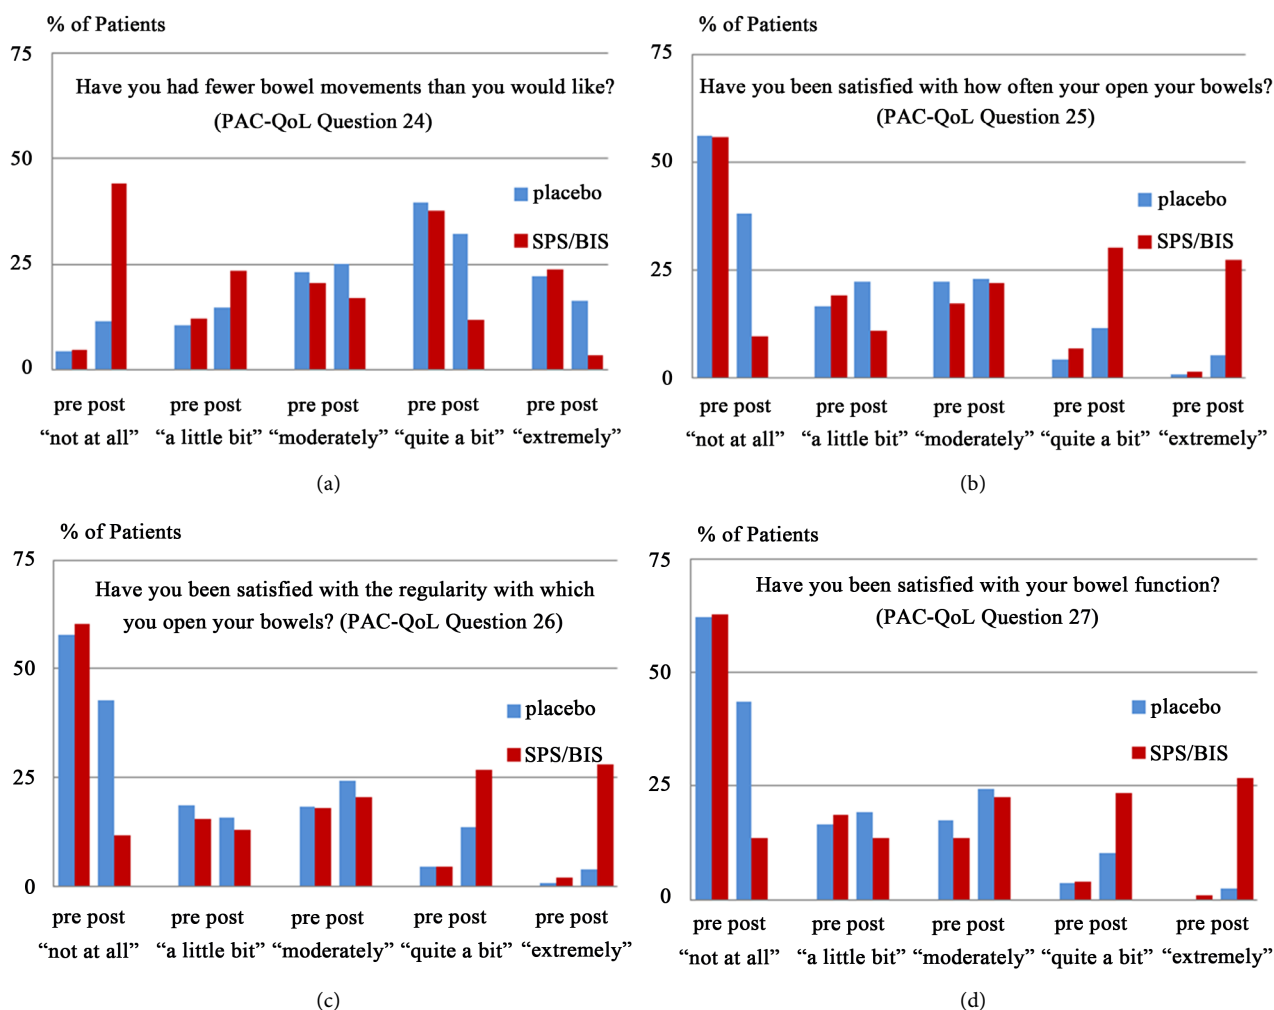 % of Patients
75
Have you had fewer bowel movements than you would like?
(PAC-QoL Question 24)
50
placebo
SPS/BIS
25
0
pre post pre post pre post pre post pre post
“not at all” “a little bit” “moderately” “quite a bit” “extremely”
(a)
% of Patients
75
Have you been satisfied with how often your open your bowels?
(PAC-QoL Question 25)
50
placebo
SPS/BIS
25
0
pre post pre post pre post pre post pre post
“not at all” “a little bit” “moderately” “quite a bit” “extremely”
(b)
% of Patients
75
Have you been satisfied with the regularity with which
you open your bowels? (PAC-QoL Question 26)
50
placebo
SPS/BIS
25
0
pre post pre post pre post pre post pre post
“not at all” “a little bit” “moderately” “quite a bit” “extremely”
(c)
% of Patients
75
Have you been satisfied with your bowel function?
(PAC-QoL Question 27)
50
placebo
SPS/BIS
25
0
pre post pre post pre post pre post pre post
“not at all” “a little bit” “moderately” “quite a bit” “extremely”
(d)